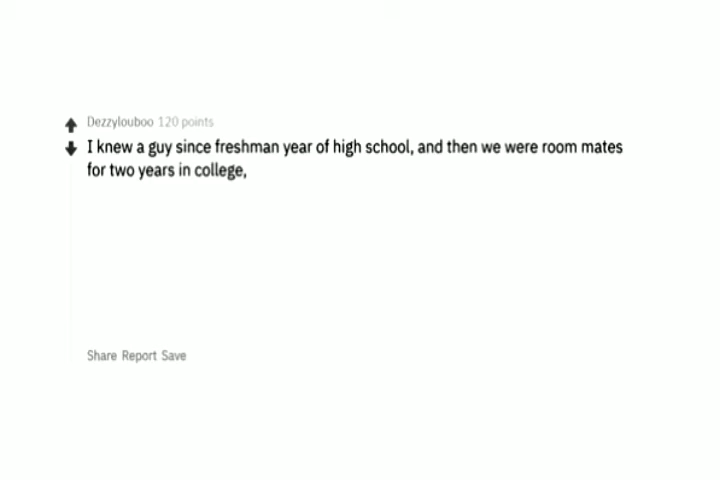 Dezzylouboo 120 points
I knew a guy since freshman year of high school, and then we were room mates
for two years in college,
Share Report Save